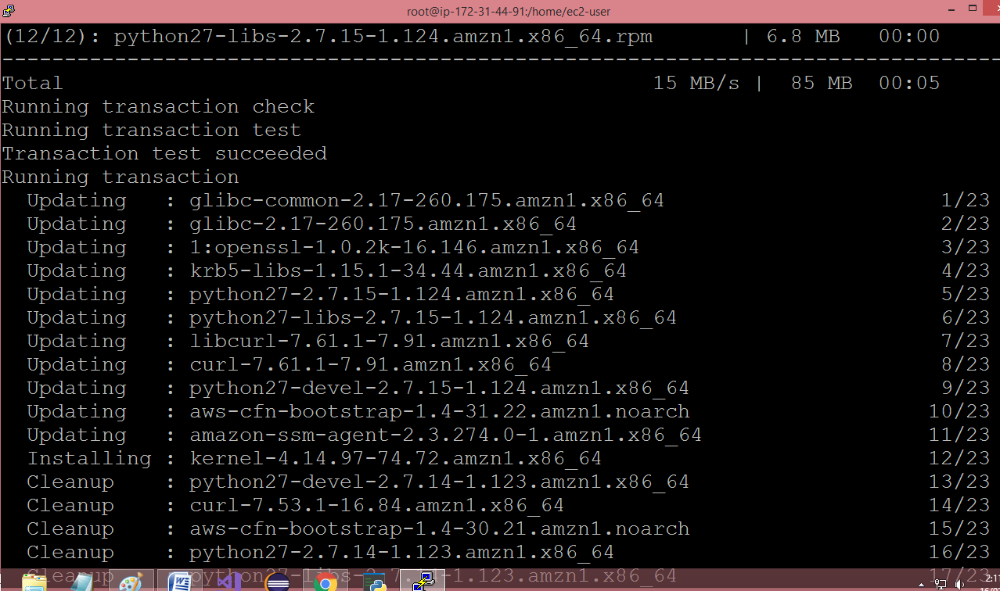 root@ip-172-31-44-91:/home/ec2-user
(12/12): python27-libs-2.7.15-1.124.amzn1.x86_64.rpm | 6.8 MB 00:00
--------------------------------------------------------------------------------
Total 15 MB/s | 85 MB 00:05
Running transaction check
Running transaction test
Transaction test succeeded
Running transaction
Updating : glibc-common-2.17-260.175.amzn1.x86_64 1/23
Updating : glibc-2.17-260.175.amzn1.x86_64 2/23
Updating : 1:openssl-1.0.2k-16.146.amzn1.x86_64 3/23
Updating : krb5-libs-1.15.1-34.44.amzn1.x86_64 4/23
Updating : python27-2.7.15-1.124.amzn1.x86_64 5/23
Updating : python27-libs-2.7.15-1.124.amzn1.x86_64 6/23
Updating : libcurl-7.61.1-7.91.amzn1.x86_64 7/23
Updating : curl-7.61.1-7.91.amzn1.x86_64 8/23
Updating : python27-devel-2.7.15-1.124.amzn1.x86_64 9/23
Updating : aws-cfn-bootstrap-1.4-31.22.amzn1.noarch 10/23
Updating : amazon-ssm-agent-2.3.274.0-1.amzn1.x86_64 11/23
Installing : kernel-4.14.97-74.72.amzn1.x86_64 12/23
Cleanup : python27-devel-2.7.14-1.123.amzn1.x86_64 13/23
Cleanup : curl-7.53.1-16.84.amzn1.x86_64 14/23
Cleanup : aws-cfn-bootstrap-1.4-30.21.amzn1.noarch 15/23
Cleanup : python27-2.7.14-1.123.amzn1.x86_64 16/23